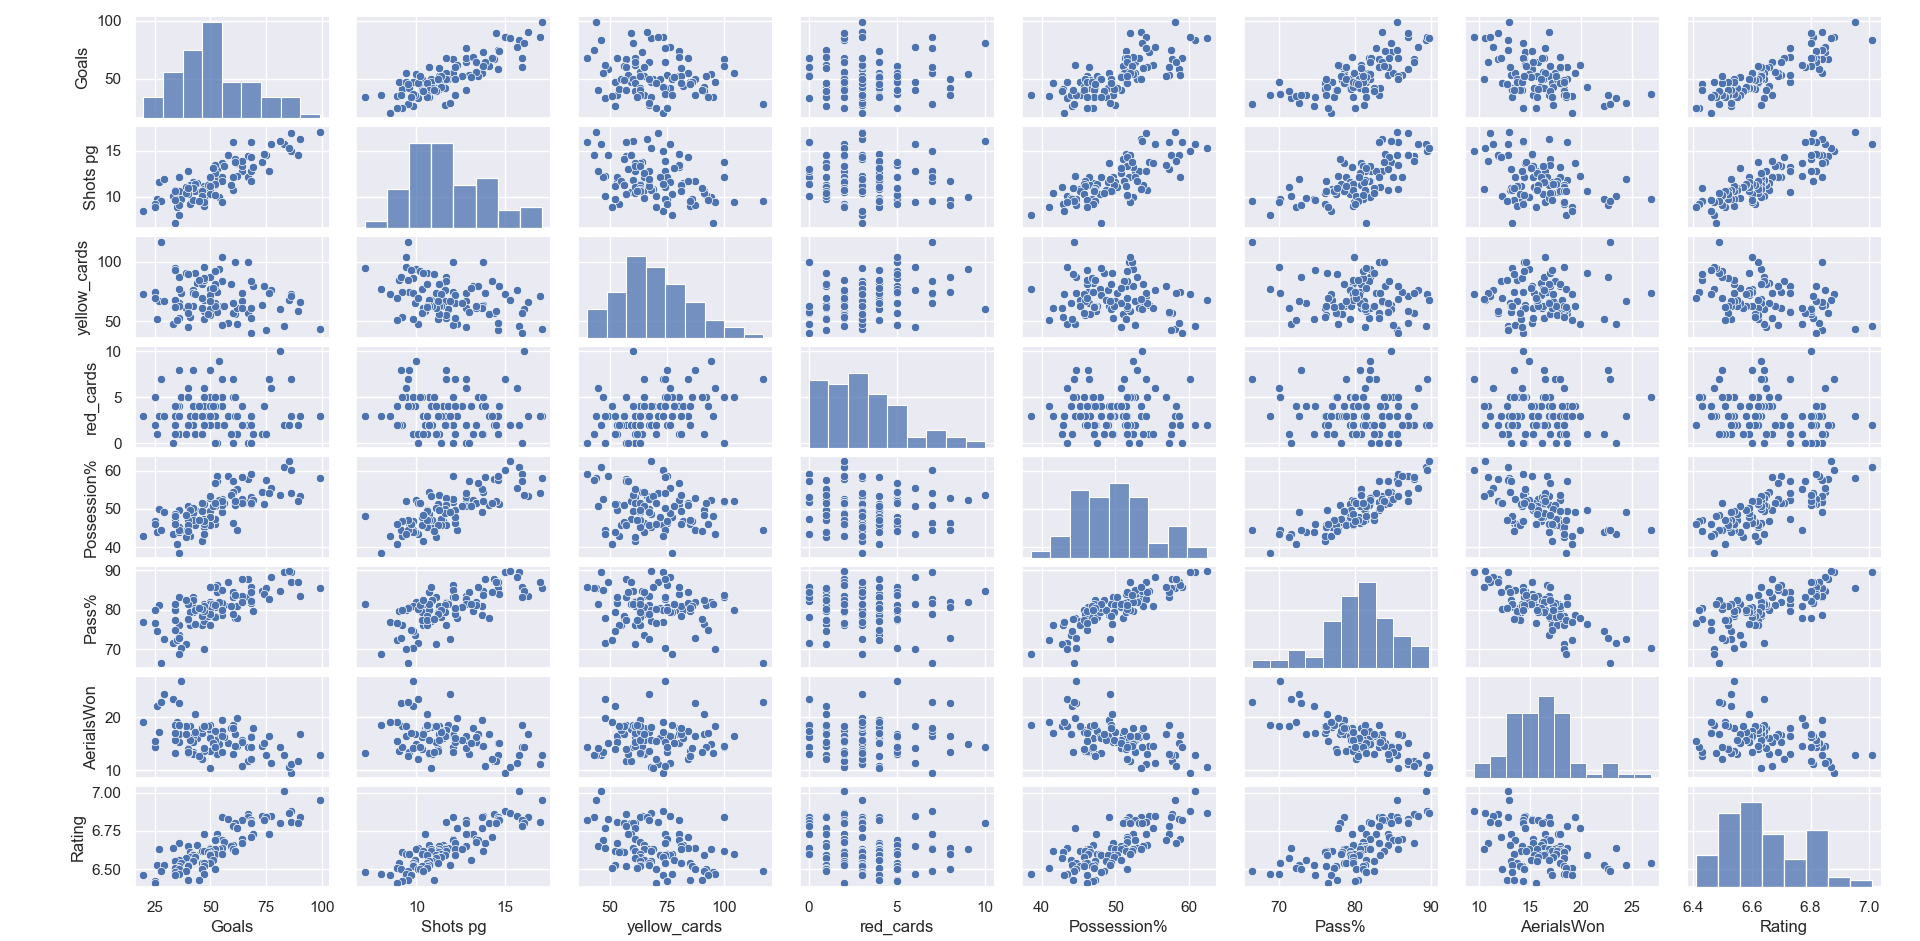 Goals
100
50
Shots pg
15
10
yellow_cards
100
50
red_cards
10
5
0
Possession%
60
50
40
Pass%
90
80
70
AerialsWon
20
10
Rating
7.00
6.75
6.50
25 50 75 100 10 15 50 100 0 5 10 40 60 70 80 90 10 15 20 25 6.4 6.6 6.8 7.0
Goals Shots pg yellow_cards red_cards Possession% Pass% AerialsWon Rating